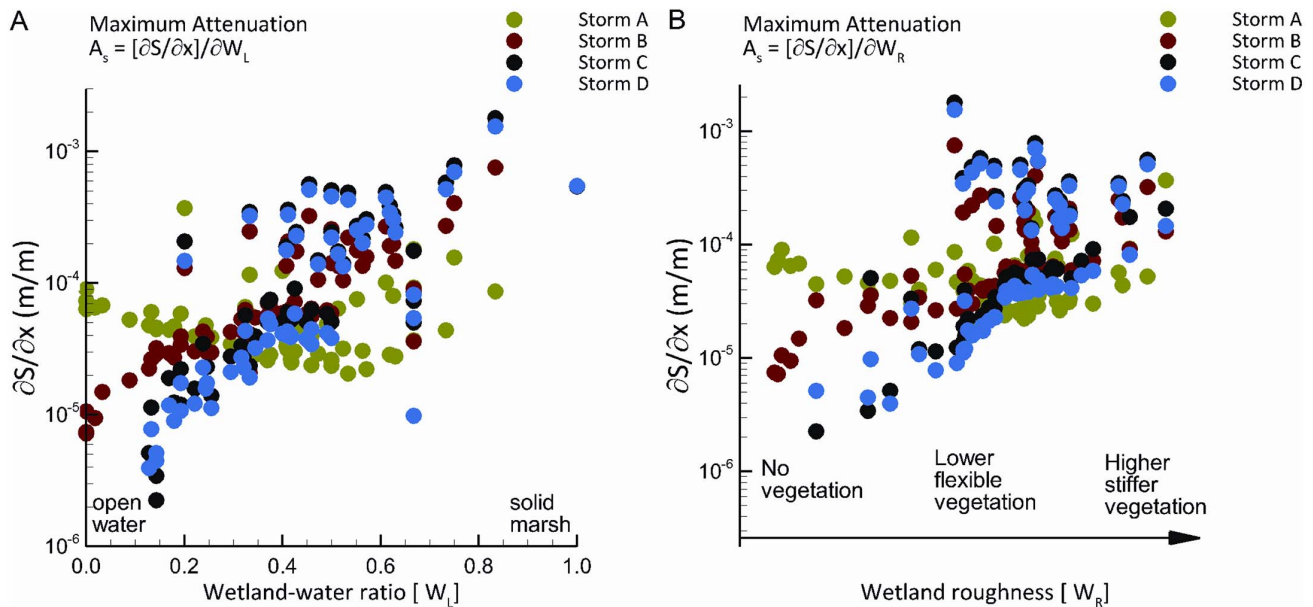 A
Maximum Attenuation
Aₛ = [∂S/∂x]/∂W_L
Storm A
Storm B
Storm C
Storm D
10⁻³
10⁻⁴
10⁻⁵
10⁻⁶
∂S/∂x (m/m)
open
water
solid
marsh
0.0
0.2
0.4
0.6
0.8
1.0
Wetland-water ratio [ W_L]
B
Maximum Attenuation
Aₛ = [∂S/∂x]/∂W_R
Storm A
Storm B
Storm C
Storm D
10⁻³
10⁻⁴
10⁻⁵
10⁻⁶
∂S/∂x (m/m)
No
vegetation
Lower
flexible
vegetation
Higher
stiffer
vegetation
Wetland roughness [ W_R]